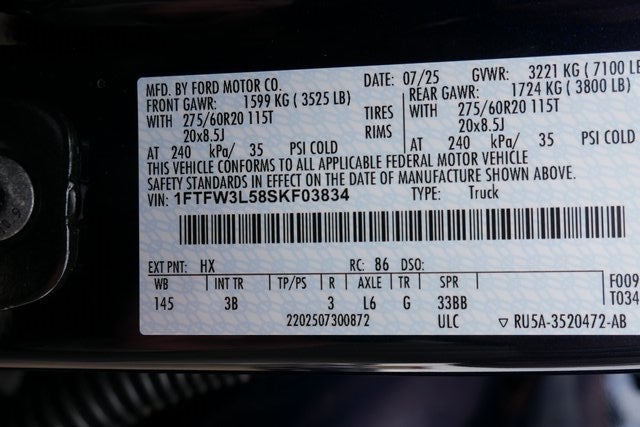 MFD. BY FORD MOTOR CO. DATE: 07/25 GVWR: 3221 KG (7100 LB
FRONT GAWR: 1599 KG (3525 LB) REAR GAWR: 1724 KG (3800 LB)
WITH 275/60R20 115T TIRES WITH 275/60R20 115T
20x8.5J RIMS 20x8.5J
AT 240 kPa/ 35 PSI COLD AT 240 kPa/ 35 PSI COLD
THIS VEHICLE CONFORMS TO ALL APPLICABLE FEDERAL MOTOR VEHICLE
SAFETY STANDARDS IN EFFECT ON THE DATE OF MANUFACTURE SHOWN ABOVE.
VIN: 1FTFW3L58SKF03834 TYPE: Truck
EXT PNT: HX RC: 86 DSO:
WB INT TR TP/PS R AXLE TR SPR F009
145 3B 3 L6 G 33BB T034
2202507300872 ULC ▽ RU5A-3520472-AB